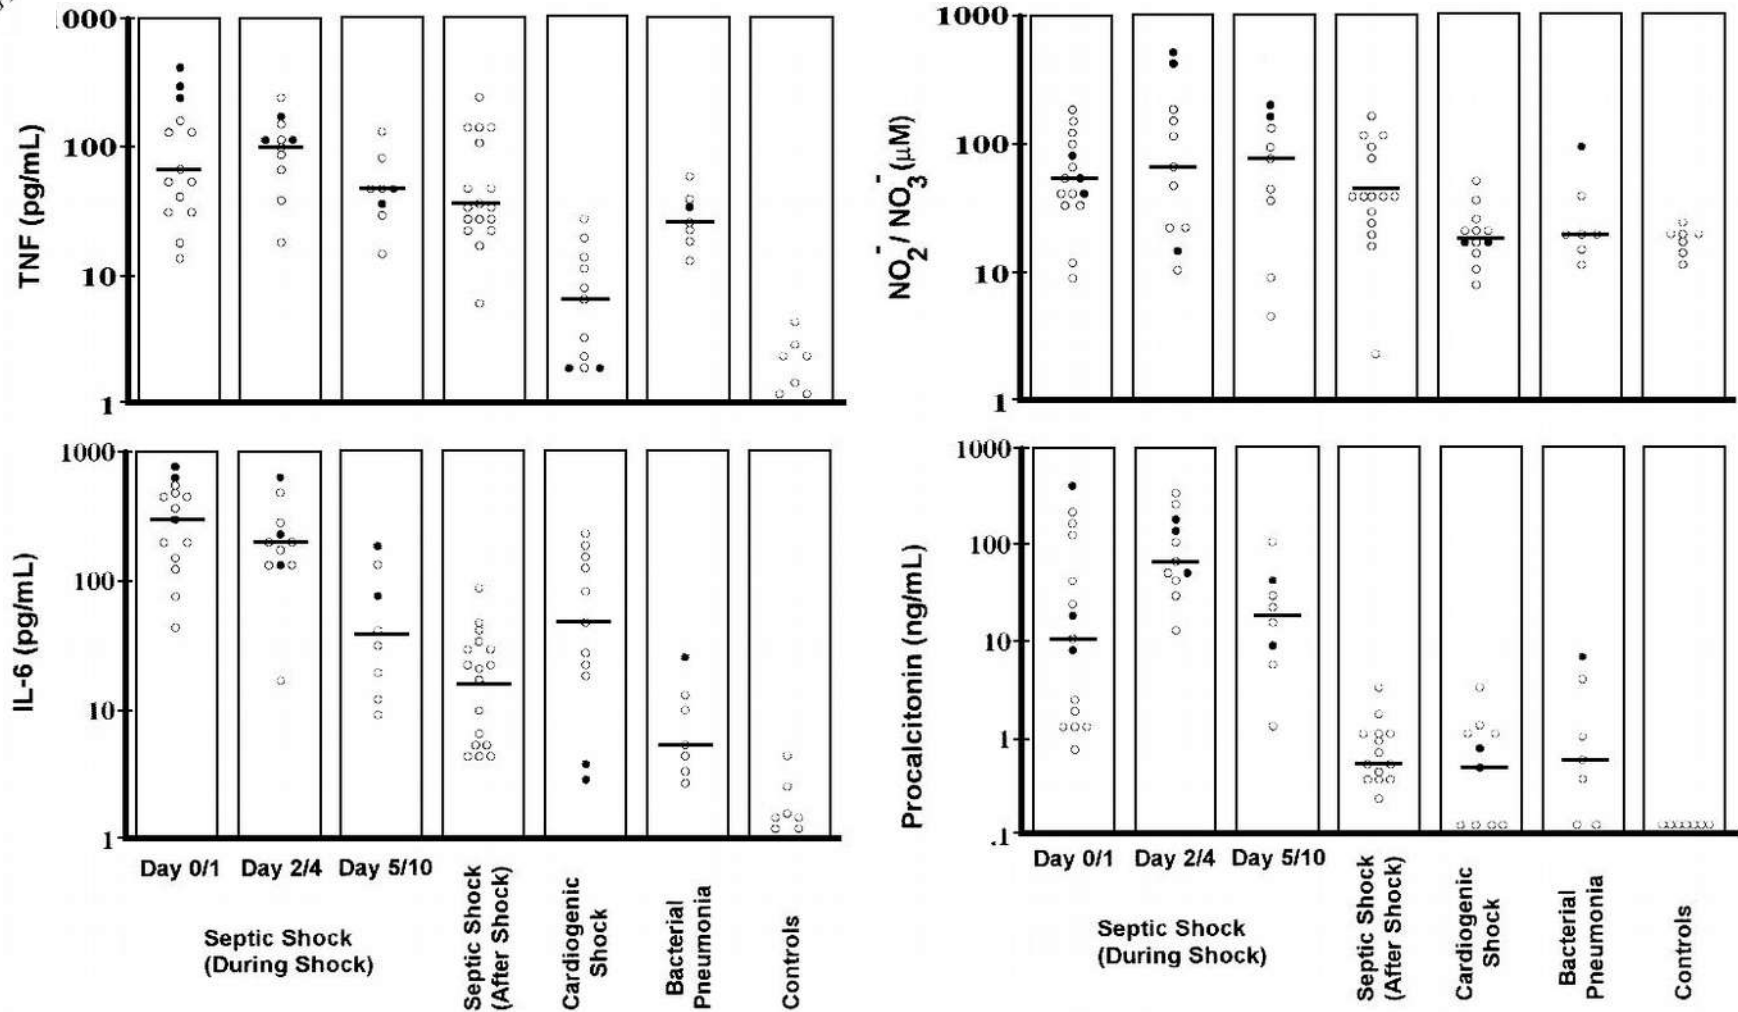 1000
100
10
1
TNF (pg/mL)
1000
100
10
1
NO2- / NO3- (µM)
1000
100
10
1
IL-6 (pg/mL)
Day 0/1 Day 2/4 Day 5/10
Septic Shock
(During Shock)
Septic Shock
(After Shock)
Cardiogenic
Shock
Bacterial
Pneumonia
Controls
1000
100
10
1
.1
Procalcitonin (ng/mL)
Day 0/1 Day 2/4 Day 5/10
Septic Shock
(During Shock)
Septic Shock
(After Shock)
Cardiogenic
Shock
Bacterial
Pneumonia
Controls